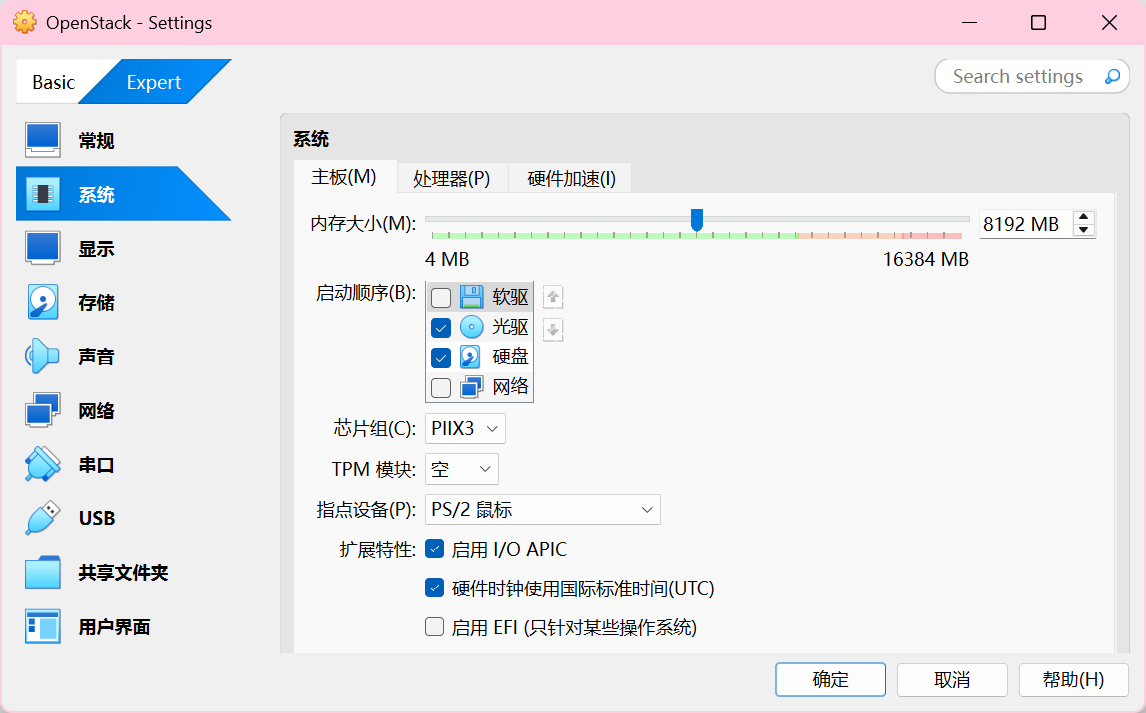 OpenStack - Settings
Basic
Expert
Search settings
常规
系统
显示
存储
声音
网络
串口
USB
共享文件夹
用户界面
系统
主板(M)
处理器(P)
硬件加速(I)
内存大小(M):
8192 MB
4 MB
16384 MB
启动顺序(B):
软驱
光驱
硬盘
网络
芯片组(C):
PIIX3
TPM 模块:
空
指点设备(P):
PS/2 鼠标
扩展特性:
启用 I/O APIC
硬件时钟使用国际标准时间(UTC)
启用 EFI (只针对某些操作系统)
确定
取消
帮助(H)